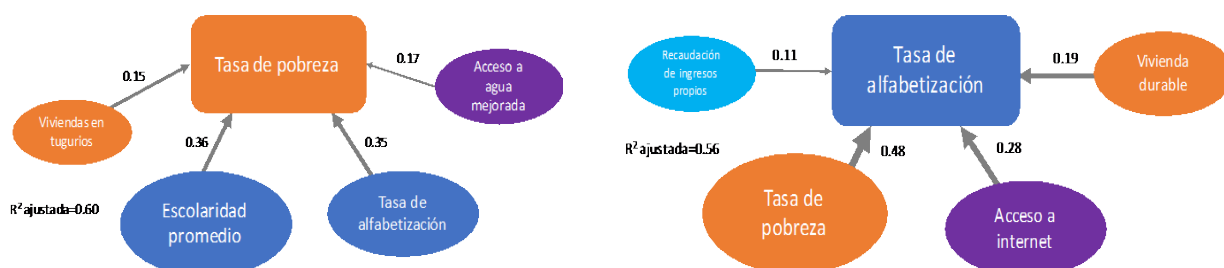 Tasa de pobreza
0.15
0.17
Acceso a
agua
mejorada
Viviendas en
tugurios
0.36
0.35
R² ajustada=0.60
Escolaridad
promedio
Tasa de
alfabetización
Recaudación
de ingresos
propios
0.11
Tasa de
alfabetización
0.19
Vivienda
durable
R² ajustada=0.56
0.48
0.28
Tasa de
pobreza
Acceso a
internet